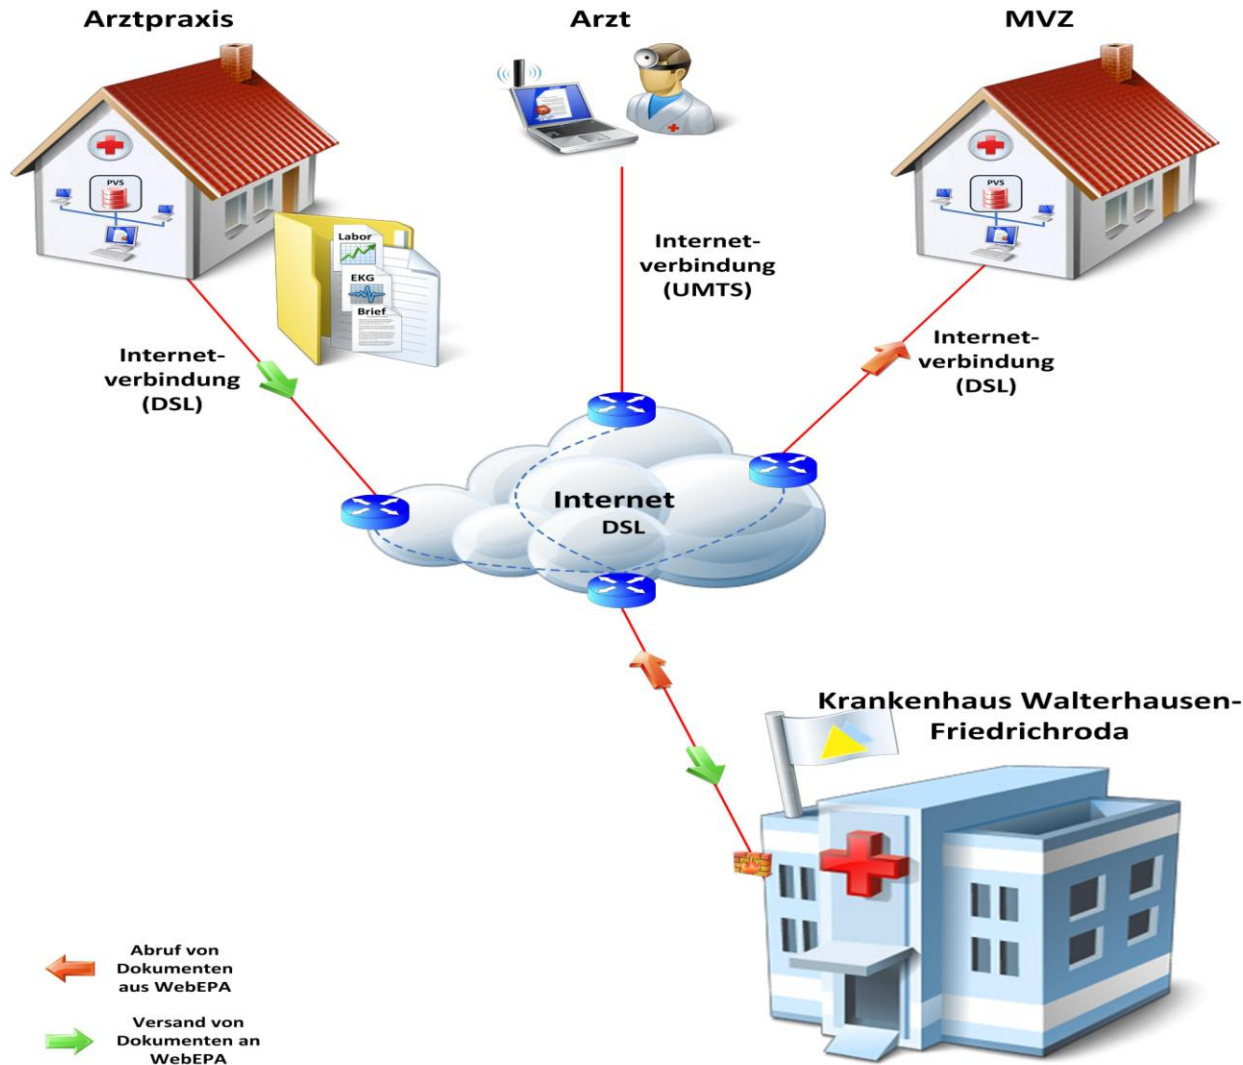 Arztpraxis
Arzt
MVZ
PVS
PVS
Labor
EKG
Brief
Internet-
verbindung
(UMTS)
Internet-
verbindung
(DSL)
Internet-
verbindung
(DSL)
Internet
DSL
Krankenhaus Walterhausen-
Friedrichroda
Abruf von
Dokumenten
aus WebEPA
Versand von
Dokumenten an
WebEPA